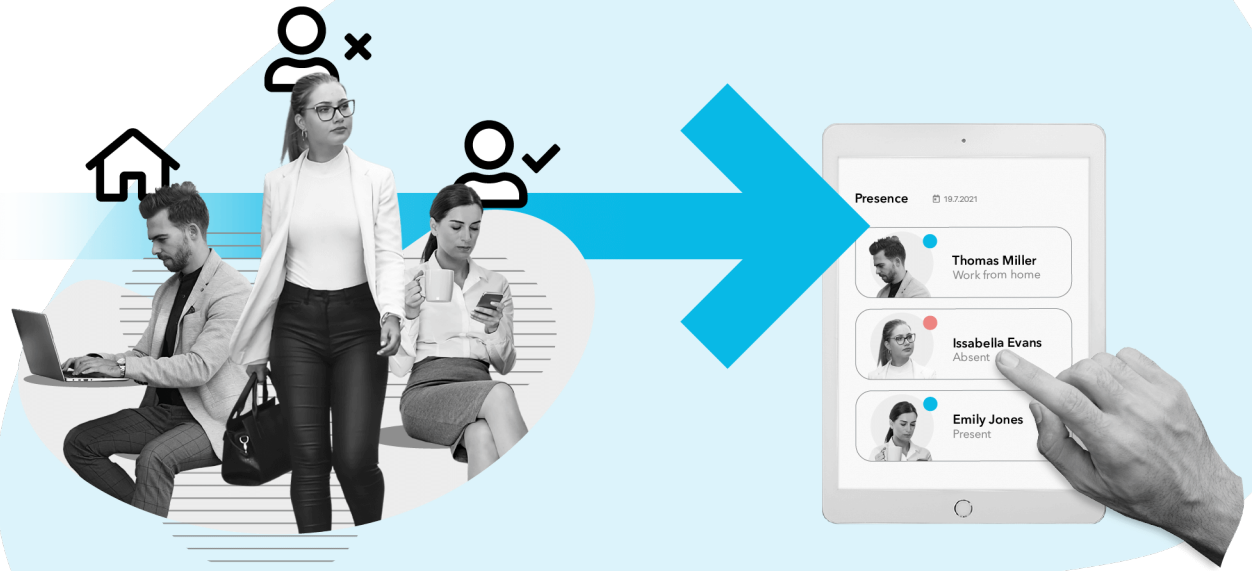 Presence 19.7.2021
Thomas Miller
Work from home
Issabella Evans
Absent
Emily Jones
Present